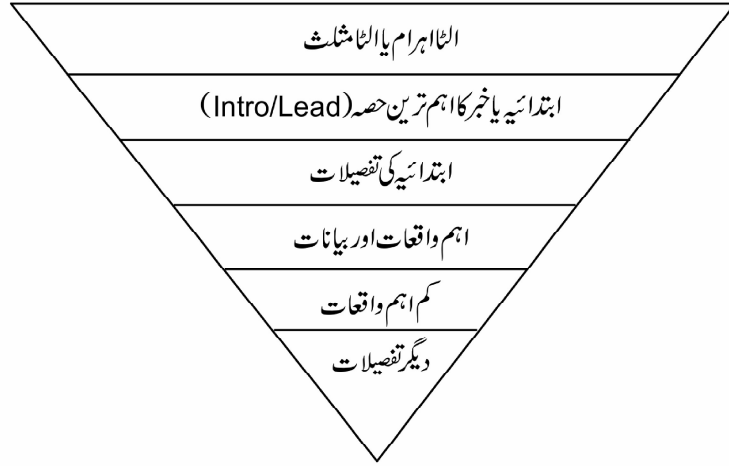 الٹا اہرام یا الٹا مثلث
ابتدائیہ یا خبر کا اہم ترین حصہ (Intro/Lead)
ابتدائیہ کی تفصیلات
اہم واقعات اور بیانات
کم اہم واقعات
دیگر تفصیلات